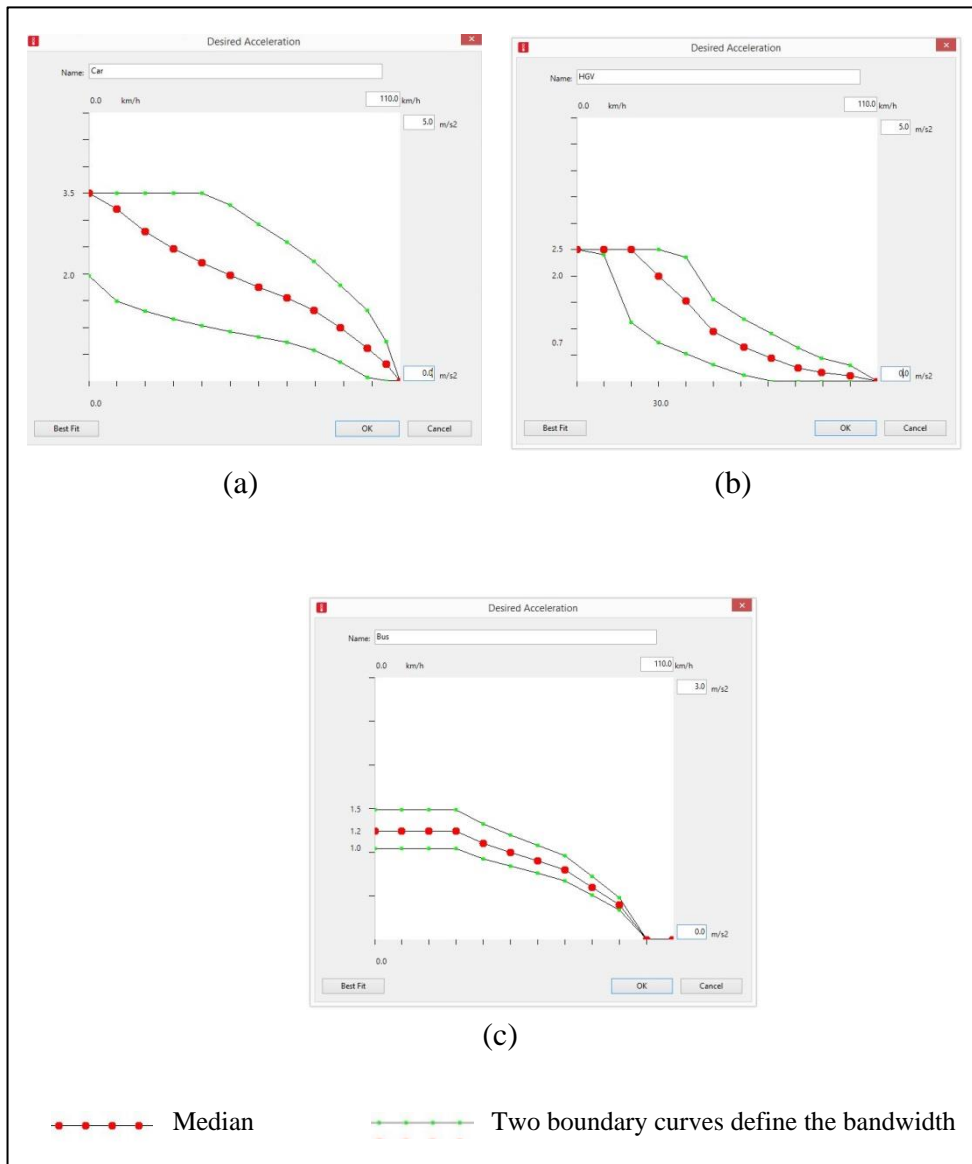 Desired Acceleration
Name: Car
0.0 km/h 110.0 km/h
5.0 m/s2
3.5
2.0
0.0 m/s2
0.0
Best Fit OK Cancel
(a)
Desired Acceleration
Name: HGV
0.0 km/h 110.0 km/h
5.0 m/s2
2.5
2.0
0.7
0.0 m/s2
30.0
Best Fit OK Cancel
(b)
Desired Acceleration
Name: Bus
0.0 km/h 110.0 km/h
3.0 m/s2
1.5
1.2
1.0
0.0 m/s2
0.0
Best Fit OK Cancel
(c)
Median
Two boundary curves define the bandwidth